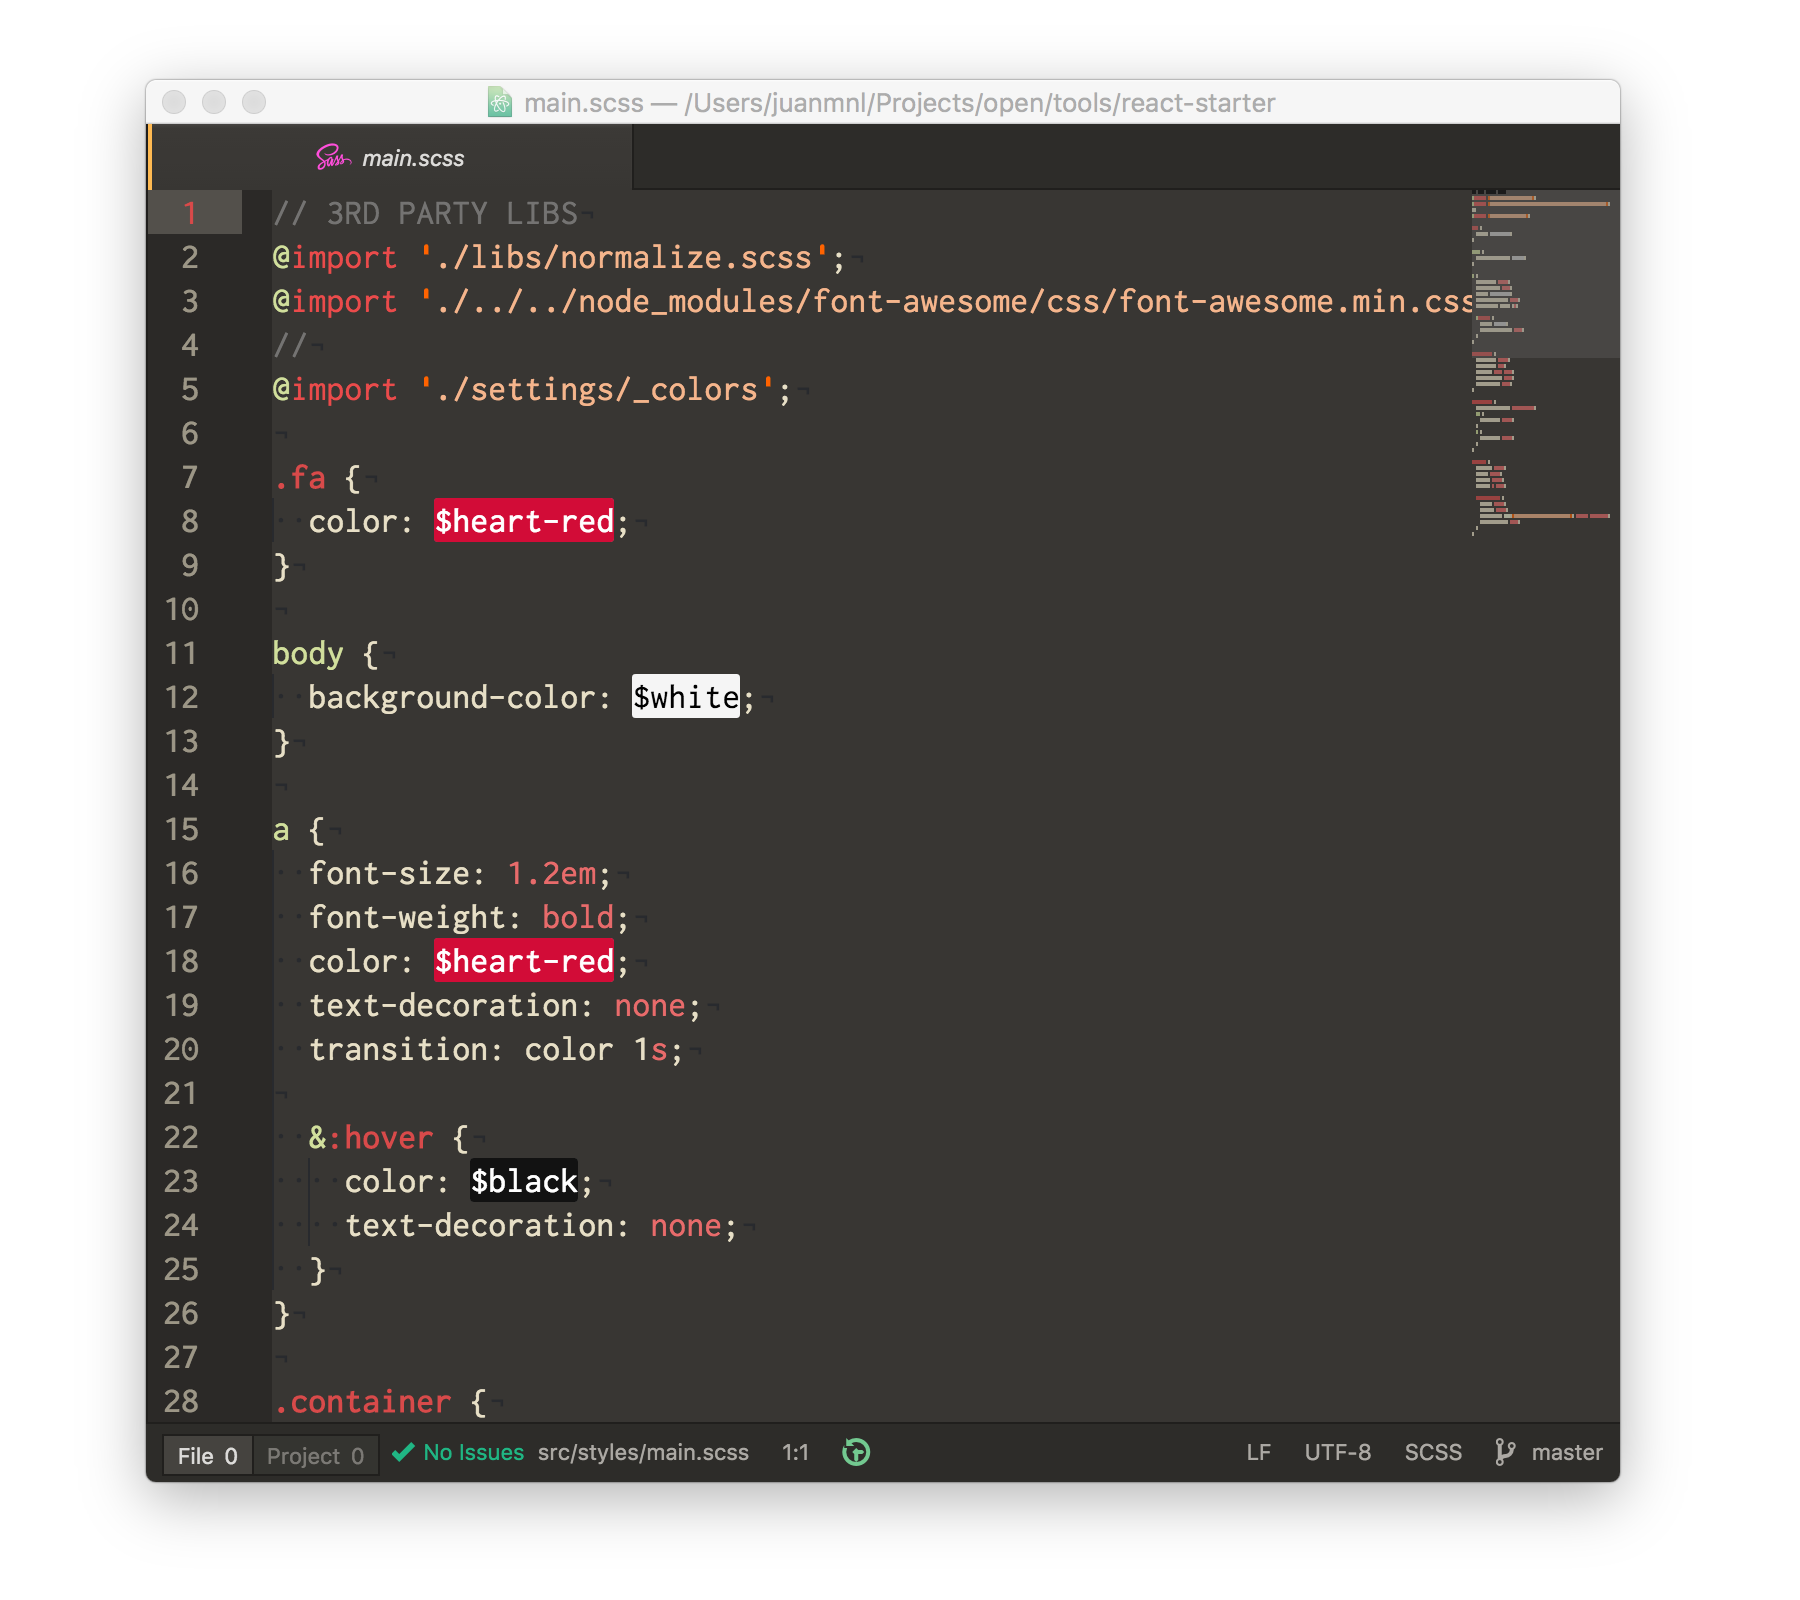 main.scss — /Users/juanmnl/Projects/open/tools/react-starter
Sass main.scss
1 // 3RD PARTY LIBS
2 @import './libs/normalize.scss';
3 @import './../../node_modules/font-awesome/css/font-awesome.min.css
4 //
5 @import './settings/_colors';
6
7 .fa {
8   color: $heart-red;
9 }
10
11 body {
12   background-color: $white;
13 }
14
15 a {
16   font-size: 1.2em;
17   font-weight: bold;
18   color: $heart-red;
19   text-decoration: none;
20   transition: color 1s;
21
22   &:hover {
23     color: $black;
24     text-decoration: none;
25   }
26 }
27
28 .container {
File 0 Project 0 No Issues src/styles/main.scss 1:1 LF UTF-8 SCSS master